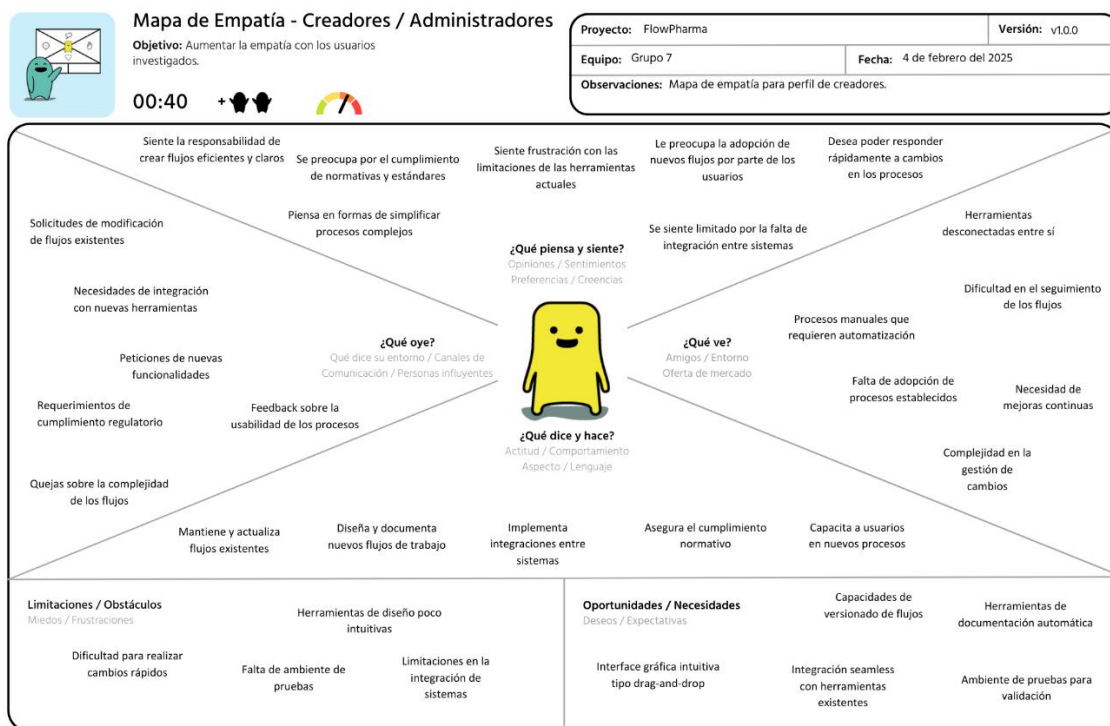 Mapa de Empatía - Creadores / Administradores
Objetivo: Aumentar la empatía con los usuarios
investigados.
00:40
+
Proyecto: FlowPharma
Versión: v1.0.0
Equipo: Grupo 7
Fecha: 4 de febrero del 2025
Observaciones: Mapa de empatía para perfil de creadores.
Siente la responsabilidad de
crear flujos eficientes y claros
Se preocupa por el cumplimiento
de normativas y estándares
Siente frustración con las
limitaciones de las herramientas
actuales
Le preocupa la adopción de
nuevos flujos por parte de los
usuarios
Desea poder responder
rápidamente a cambios
en los procesos
Piensa en formas de simplificar
procesos complejos
Se siente limitado por la falta de
integración entre sistemas
¿Qué piensa y siente?
Opiniones / Sentimientos
Preferencias / Creencias
Solicitudes de modificación
de flujos existentes
Necesidades de integración
con nuevas herramientas
¿Qué oye?
Qué dice su entorno / Canales de
Comunicación / Personas influyentes
Peticiones de nuevas
funcionalidades
Requerimientos de
cumplimiento regulatorio
Feedback sobre la
usabilidad de los procesos
Quejas sobre la complejidad
de los flujos
Herramientas
desconectadas entre sí
Dificultad en el seguimiento
de los flujos
Procesos manuales que
requieren automatización
¿Qué ve?
Amigos / Entorno
Oferta de mercado
Falta de adopción de
procesos establecidos
Necesidad de
mejoras continuas
Complejidad en la
gestión de
cambios
¿Qué dice y hace?
Actitud / Comportamiento
Aspecto / Lenguaje
Mantiene y actualiza
flujos existentes
Diseña y documenta
nuevos flujos de trabajo
Implementa
integraciones entre
sistemas
Asegura el cumplimiento
normativo
Capacita a usuarios
en nuevos procesos
Limitaciones / Obstáculos
Miedos / Frustraciones
Herramientas de diseño poco
intuitivas
Dificultad para realizar
cambios rápidos
Falta de ambiente de
pruebas
Limitaciones en la
integración de
sistemas
Oportunidades / Necesidades
Deseos / Expectativas
Capacidades de
versionado de flujos
Herramientas de
documentación automática
Interface gráfica intuitiva
tipo drag-and-drop
Integración seamless
con herramientas
existentes
Ambiente de pruebas para
validación